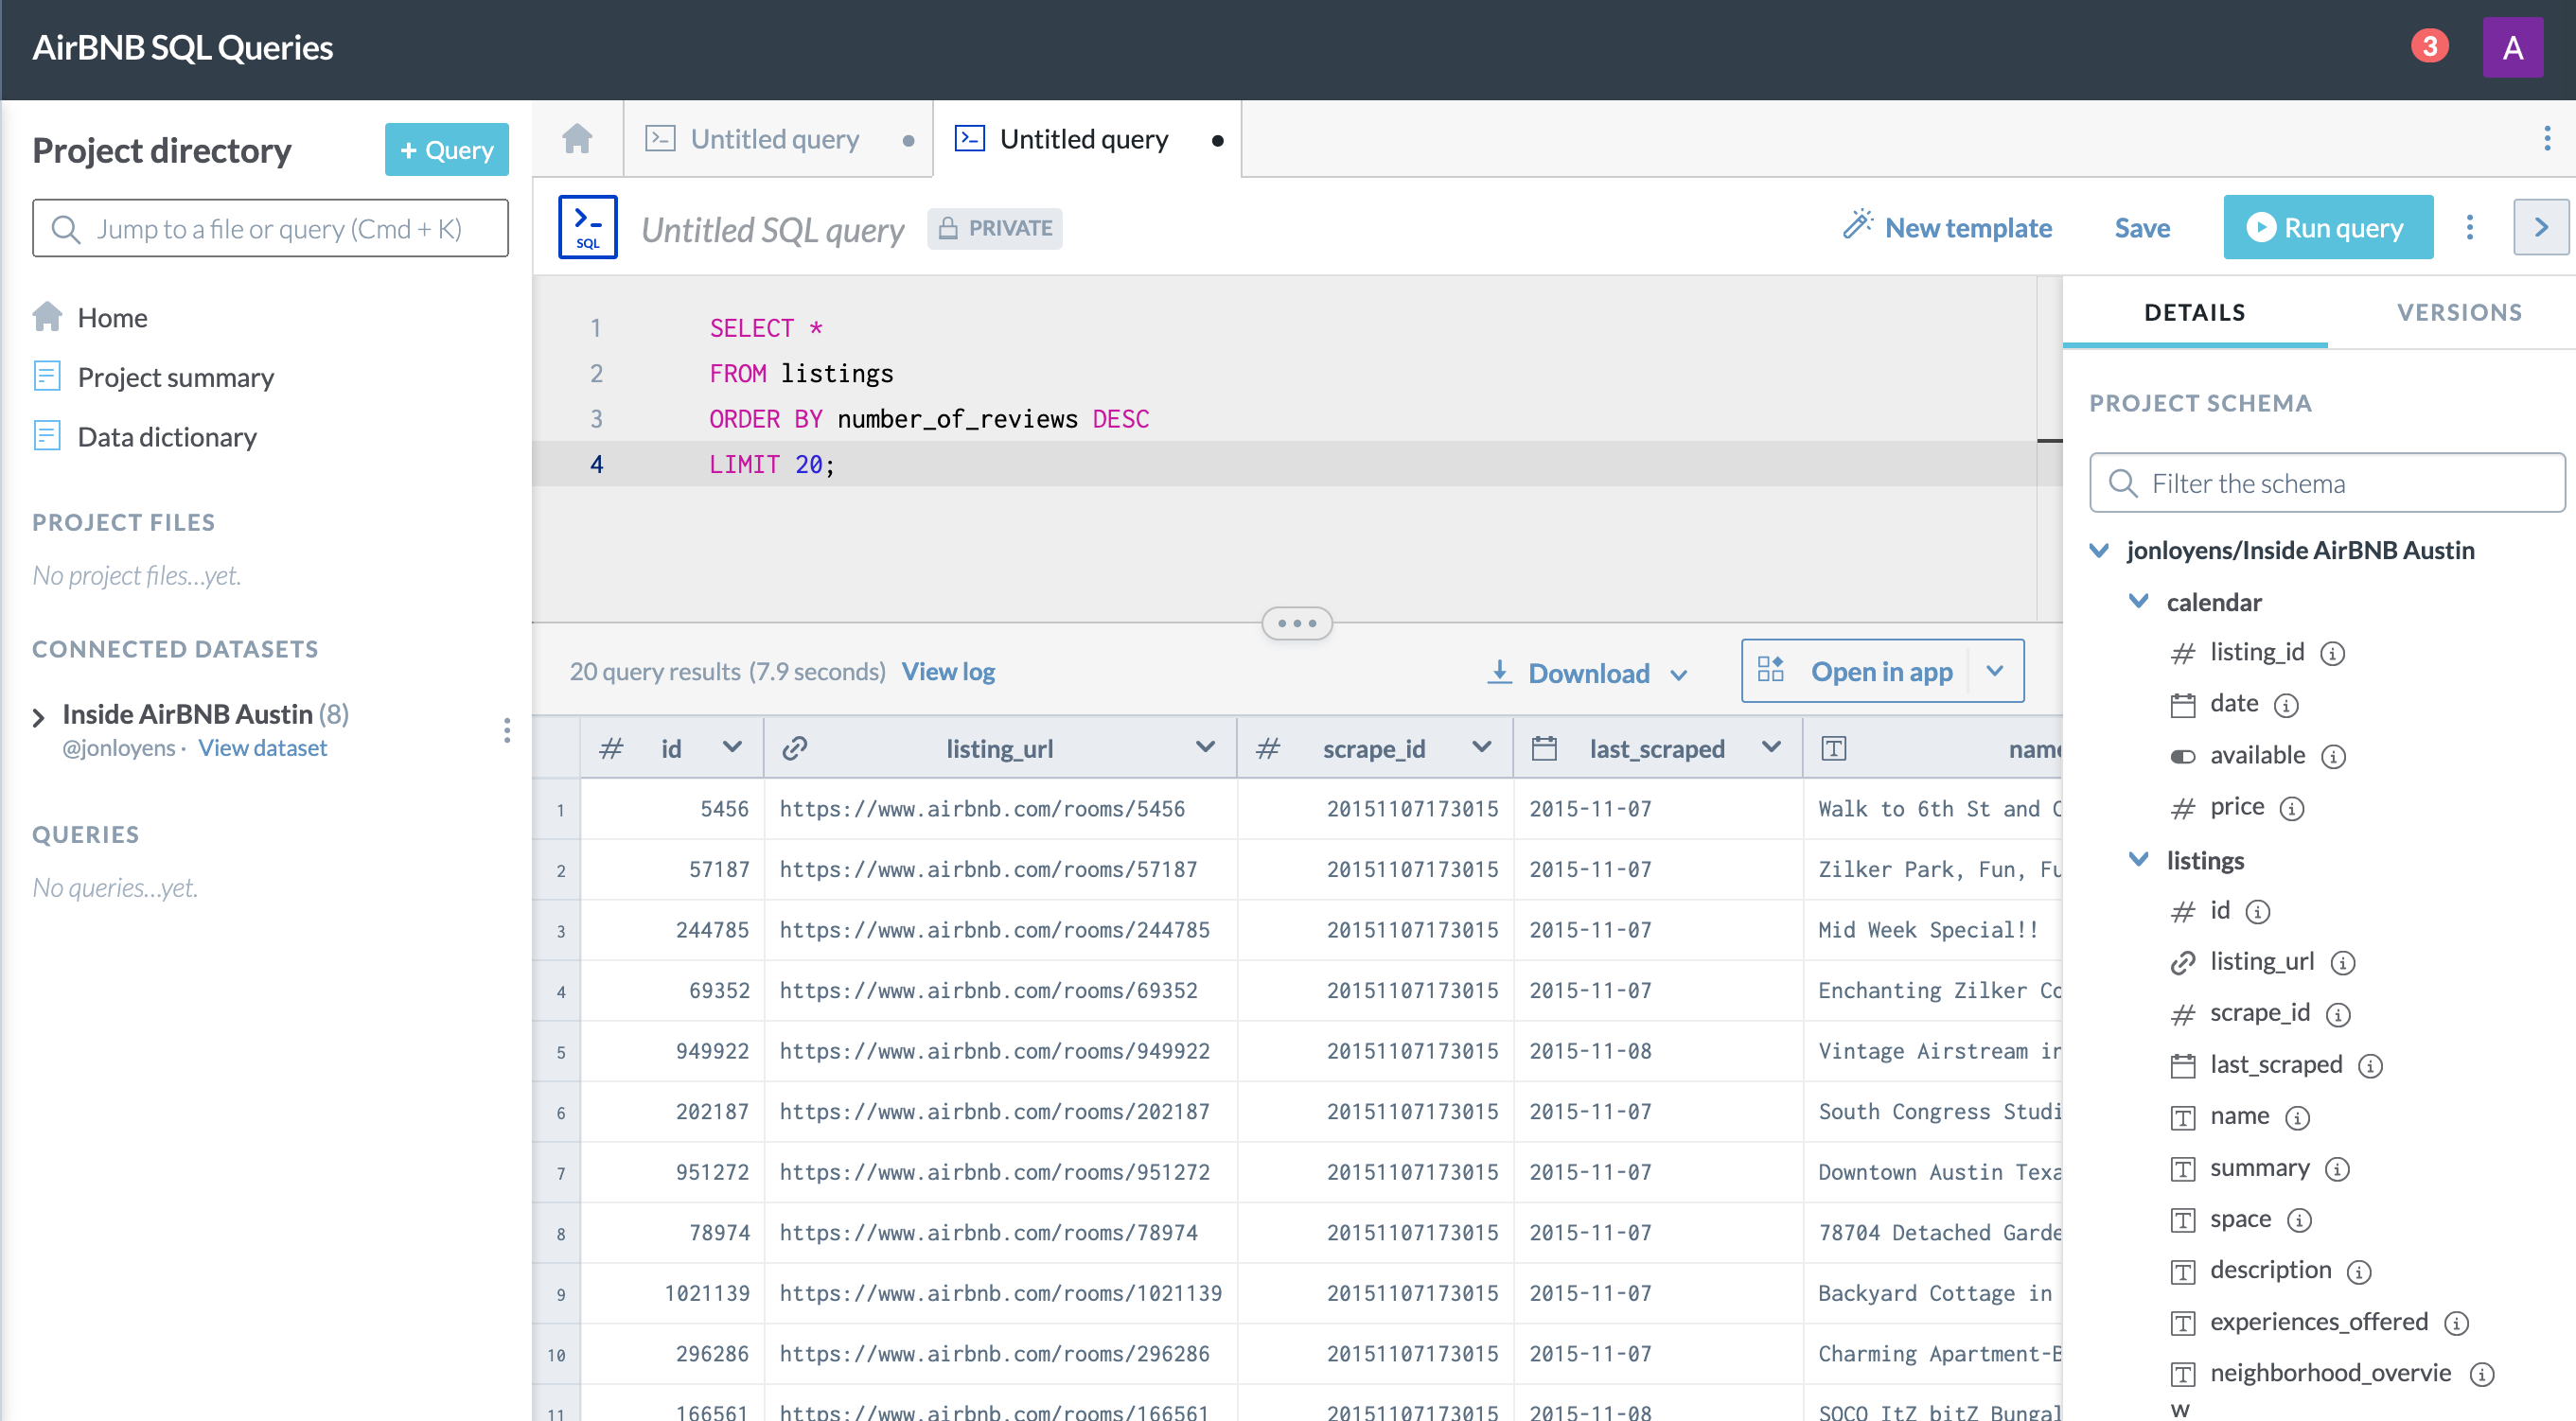 AirBNB SQL Queries
3
A
Project directory
+ Query
Jump to a file or query (Cmd + K)
Home
Project summary
Data dictionary
PROJECT FILES
No project files...yet.
CONNECTED DATASETS
Inside AirBNB Austin (8)
@jonloyens · View dataset
QUERIES
No queries...yet.
Untitled query
Untitled query
SQL
Untitled SQL query
PRIVATE
New template
Save
Run query
1 SELECT *
2 FROM listings
3 ORDER BY number_of_reviews DESC
4 LIMIT 20;
20 query results (7.9 seconds) View log
Download
Open in app
# id listing_url # scrape_id last_scraped T name
1 5456 https://www.airbnb.com/rooms/5456 20151107173015 2015-11-07 Walk to 6th St and C
2 57187 https://www.airbnb.com/rooms/57187 20151107173015 2015-11-07 Zilker Park, Fun, Fu
3 244785 https://www.airbnb.com/rooms/244785 20151107173015 2015-11-07 Mid Week Special!!
4 69352 https://www.airbnb.com/rooms/69352 20151107173015 2015-11-07 Enchanting Zilker Co
5 949922 https://www.airbnb.com/rooms/949922 20151107173015 2015-11-08 Vintage Airstream in
6 202187 https://www.airbnb.com/rooms/202187 20151107173015 2015-11-07 South Congress Studi
7 951272 https://www.airbnb.com/rooms/951272 20151107173015 2015-11-07 Downtown Austin Texa
8 78974 https://www.airbnb.com/rooms/78974 20151107173015 2015-11-07 78704 Detached Garde
9 1021139 https://www.airbnb.com/rooms/1021139 20151107173015 2015-11-07 Backyard Cottage in
10 296286 https://www.airbnb.com/rooms/296286 20151107173015 2015-11-07 Charming Apartment-B
11 166561 https://www.airbnb.com/rooms/166561 20151107173015 2015-11-08 SOCO ItZ bitZ Bungal
DETAILS
VERSIONS
PROJECT SCHEMA
Filter the schema
jonloyens/Inside AirBNB Austin
calendar
# listing_id
date
available
# price
listings
# id
listing_url
# scrape_id
last_scraped
T name
T summary
T space
T description
T experiences_offered
T neighborhood_overvie
w